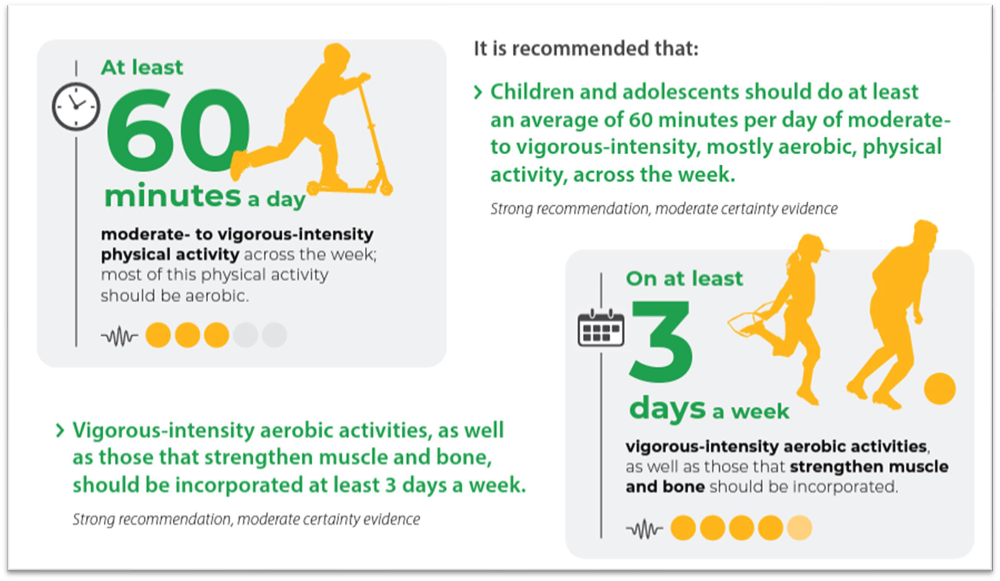 At least
60
minutes a day
moderate- to vigorous-intensity
physical activity across the week;
most of this physical activity
should be aerobic.
It is recommended that:
Children and adolescents should do at least
an average of 60 minutes per day of moderate-
to vigorous-intensity, mostly aerobic, physical
activity, across the week.
Strong recommendation, moderate certainty evidence
Vigorous-intensity aerobic activities, as well
as those that strengthen muscle and bone,
should be incorporated at least 3 days a week.
Strong recommendation, moderate certainty evidence
On at least
3
days a week
vigorous-intensity aerobic activities,
as well as those that strengthen muscle
and bone should be incorporated.